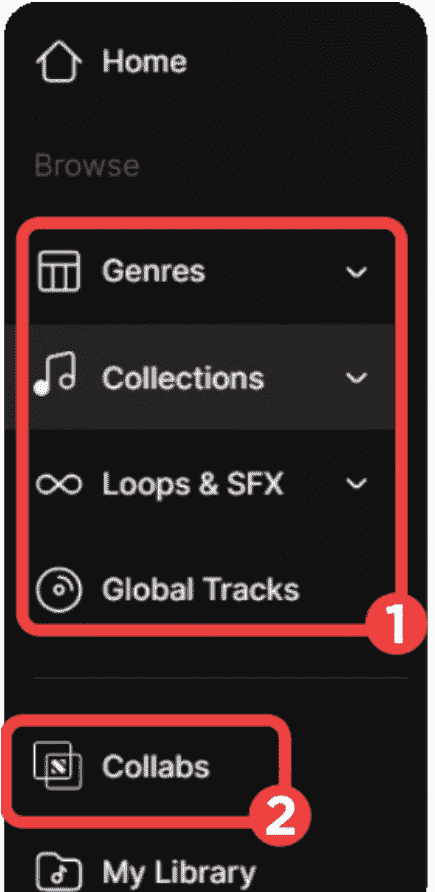 Home
Browse
Genres
Collections
Loops & SFX
Global Tracks
1
Collabs
2
My Library